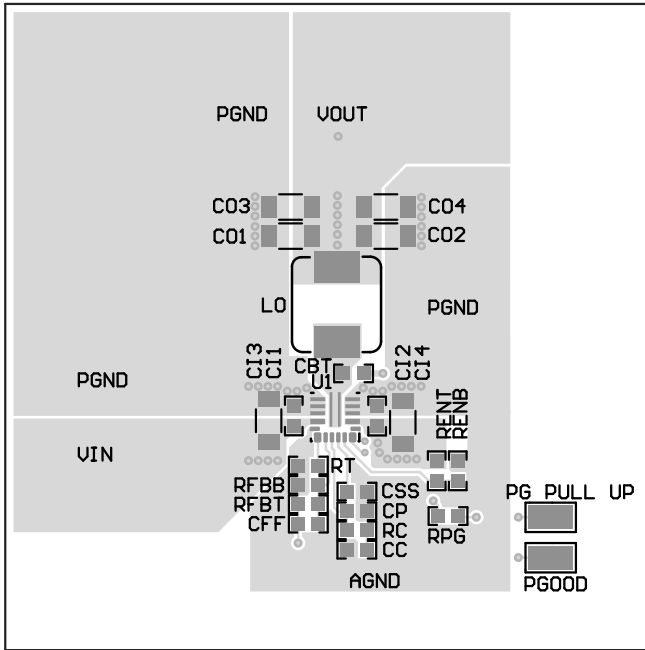 PGND VOUT
CO3 CO4
CO1 CO2
LO PGND
CI3
CI1
CBT
CI2
CI4
U1
PGND
RENT
RENB
VIN
RT
RFBB
CSS
PG PULL UP
RFBT
CP
CFF
RC
RPG
CC
AGND
PGOOD